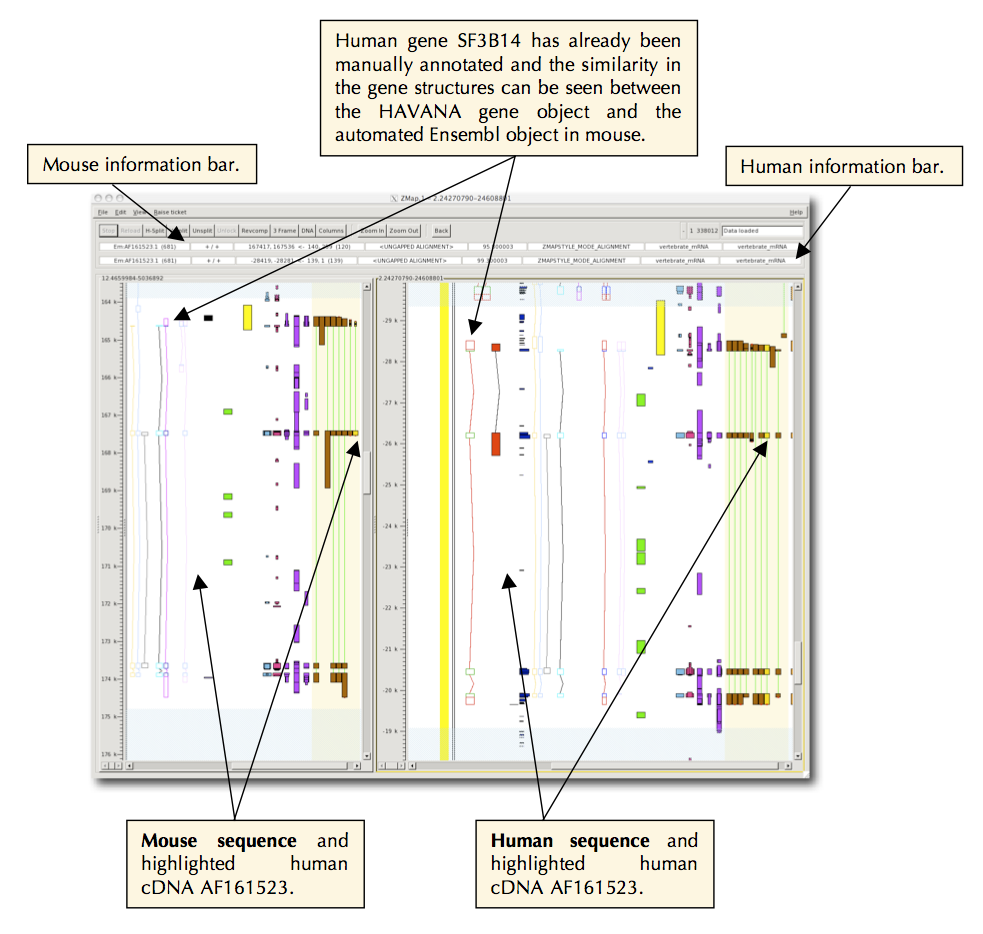 Human gene SF3B14 has already been
manually annotated and the similarity in
the gene structures can be seen between
the HAVANA gene object and the
automated Ensembl object in mouse.
Mouse information bar.
Human information bar.
ZMap 1 - 2.24270790-24608801
File Edit View Raise ticket Help
Stop Reload H-Split Unsplit Unlock Revcomp 3 Frame DNA Columns Zoom In Zoom Out Back - 1 338012 Data loaded
Em:AF161523.1 (681) + / + 167417, 167536 <- 140, (120) <UNGAPPED ALIGNMENT> ZMAPSTYLE_MODE_ALIGNMENT vertebrate_mRNA vertebrate_mRNA
Em:AF161523.1 (681) + / + -28419, -28281 <- 139, 1 (139) <UNGAPPED ALIGNMENT> ZMAPSTYLE_MODE_ALIGNMENT vertebrate_mRNA vertebrate_mRNA
12.4659984-5036892 2.24270790-24608801
164 k
-29 k
165 k
-28 k
166 k
-27 k
167 k
-26 k
168 k
-25 k
169 k
-24 k
170 k
-23 k
171 k
-22 k
172 k
-21 k
173 k
-20 k
174 k
-19 k
175 k
176 k
Mouse sequence and
highlighted human
cDNA AF161523.
Human sequence and
highlighted human
cDNA AF161523.